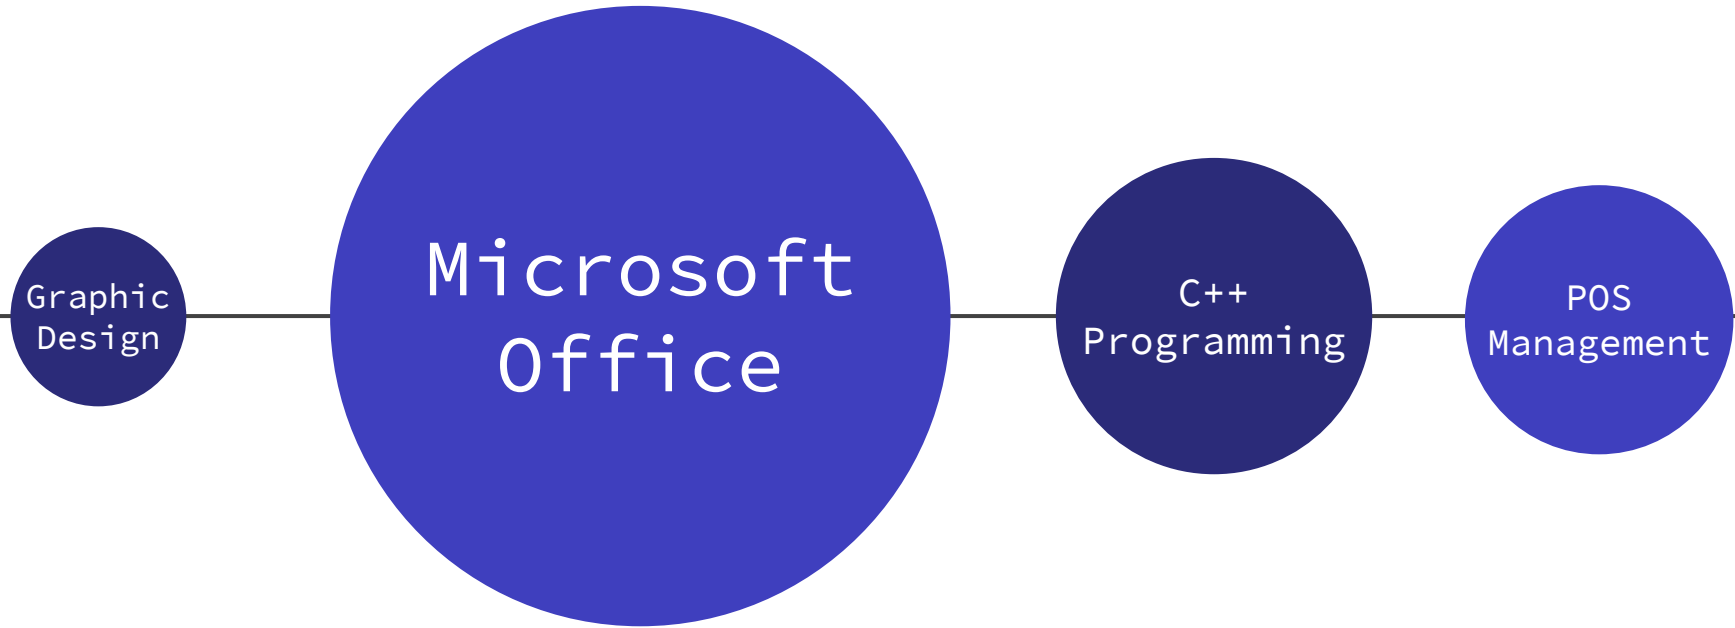 Graphic
Design
Microsoft
Office
C++
Programming
POS
Management